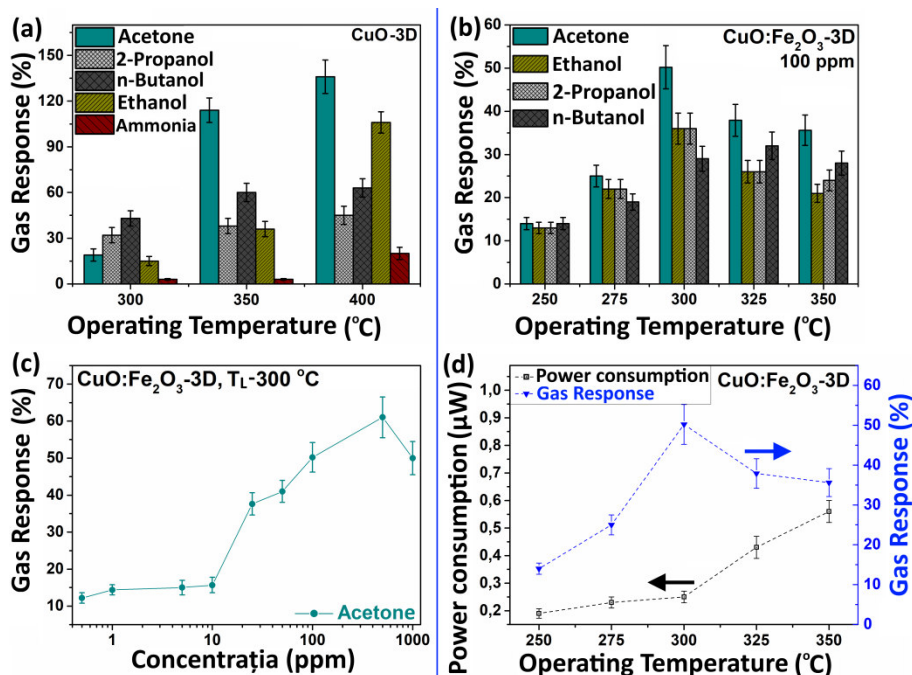 (a)
CuO-3D
Acetone
2-Propanol
n-Butanol
Ethanol
Ammonia
Gas Response (%)
150
120
90
60
30
0
300 350 400
Operating Temperature (°C)
(b)
CuO:Fe₂O₃-3D
100 ppm
Acetone
Ethanol
2-Propanol
n-Butanol
Gas Response (%)
60
50
40
30
20
10
0
250 275 300 325 350
Operating Temperature (°C)
(c)
CuO:Fe₂O₃-3D, TL-300 °C
Gas Response (%)
70
60
50
40
30
20
10
1 10 100 1000
Acetone
Concentrația (ppm)
(d)
Power consumption
Gas Response
CuO:Fe₂O₃-3D
Power consumption (µW)
1,0
0,9
0,8
0,7
0,6
0,5
0,4
0,3
0,2
60
50
40
30
20
10
0
Gas Response (%)
250 275 300 325 350
Operating Temperature (°C)